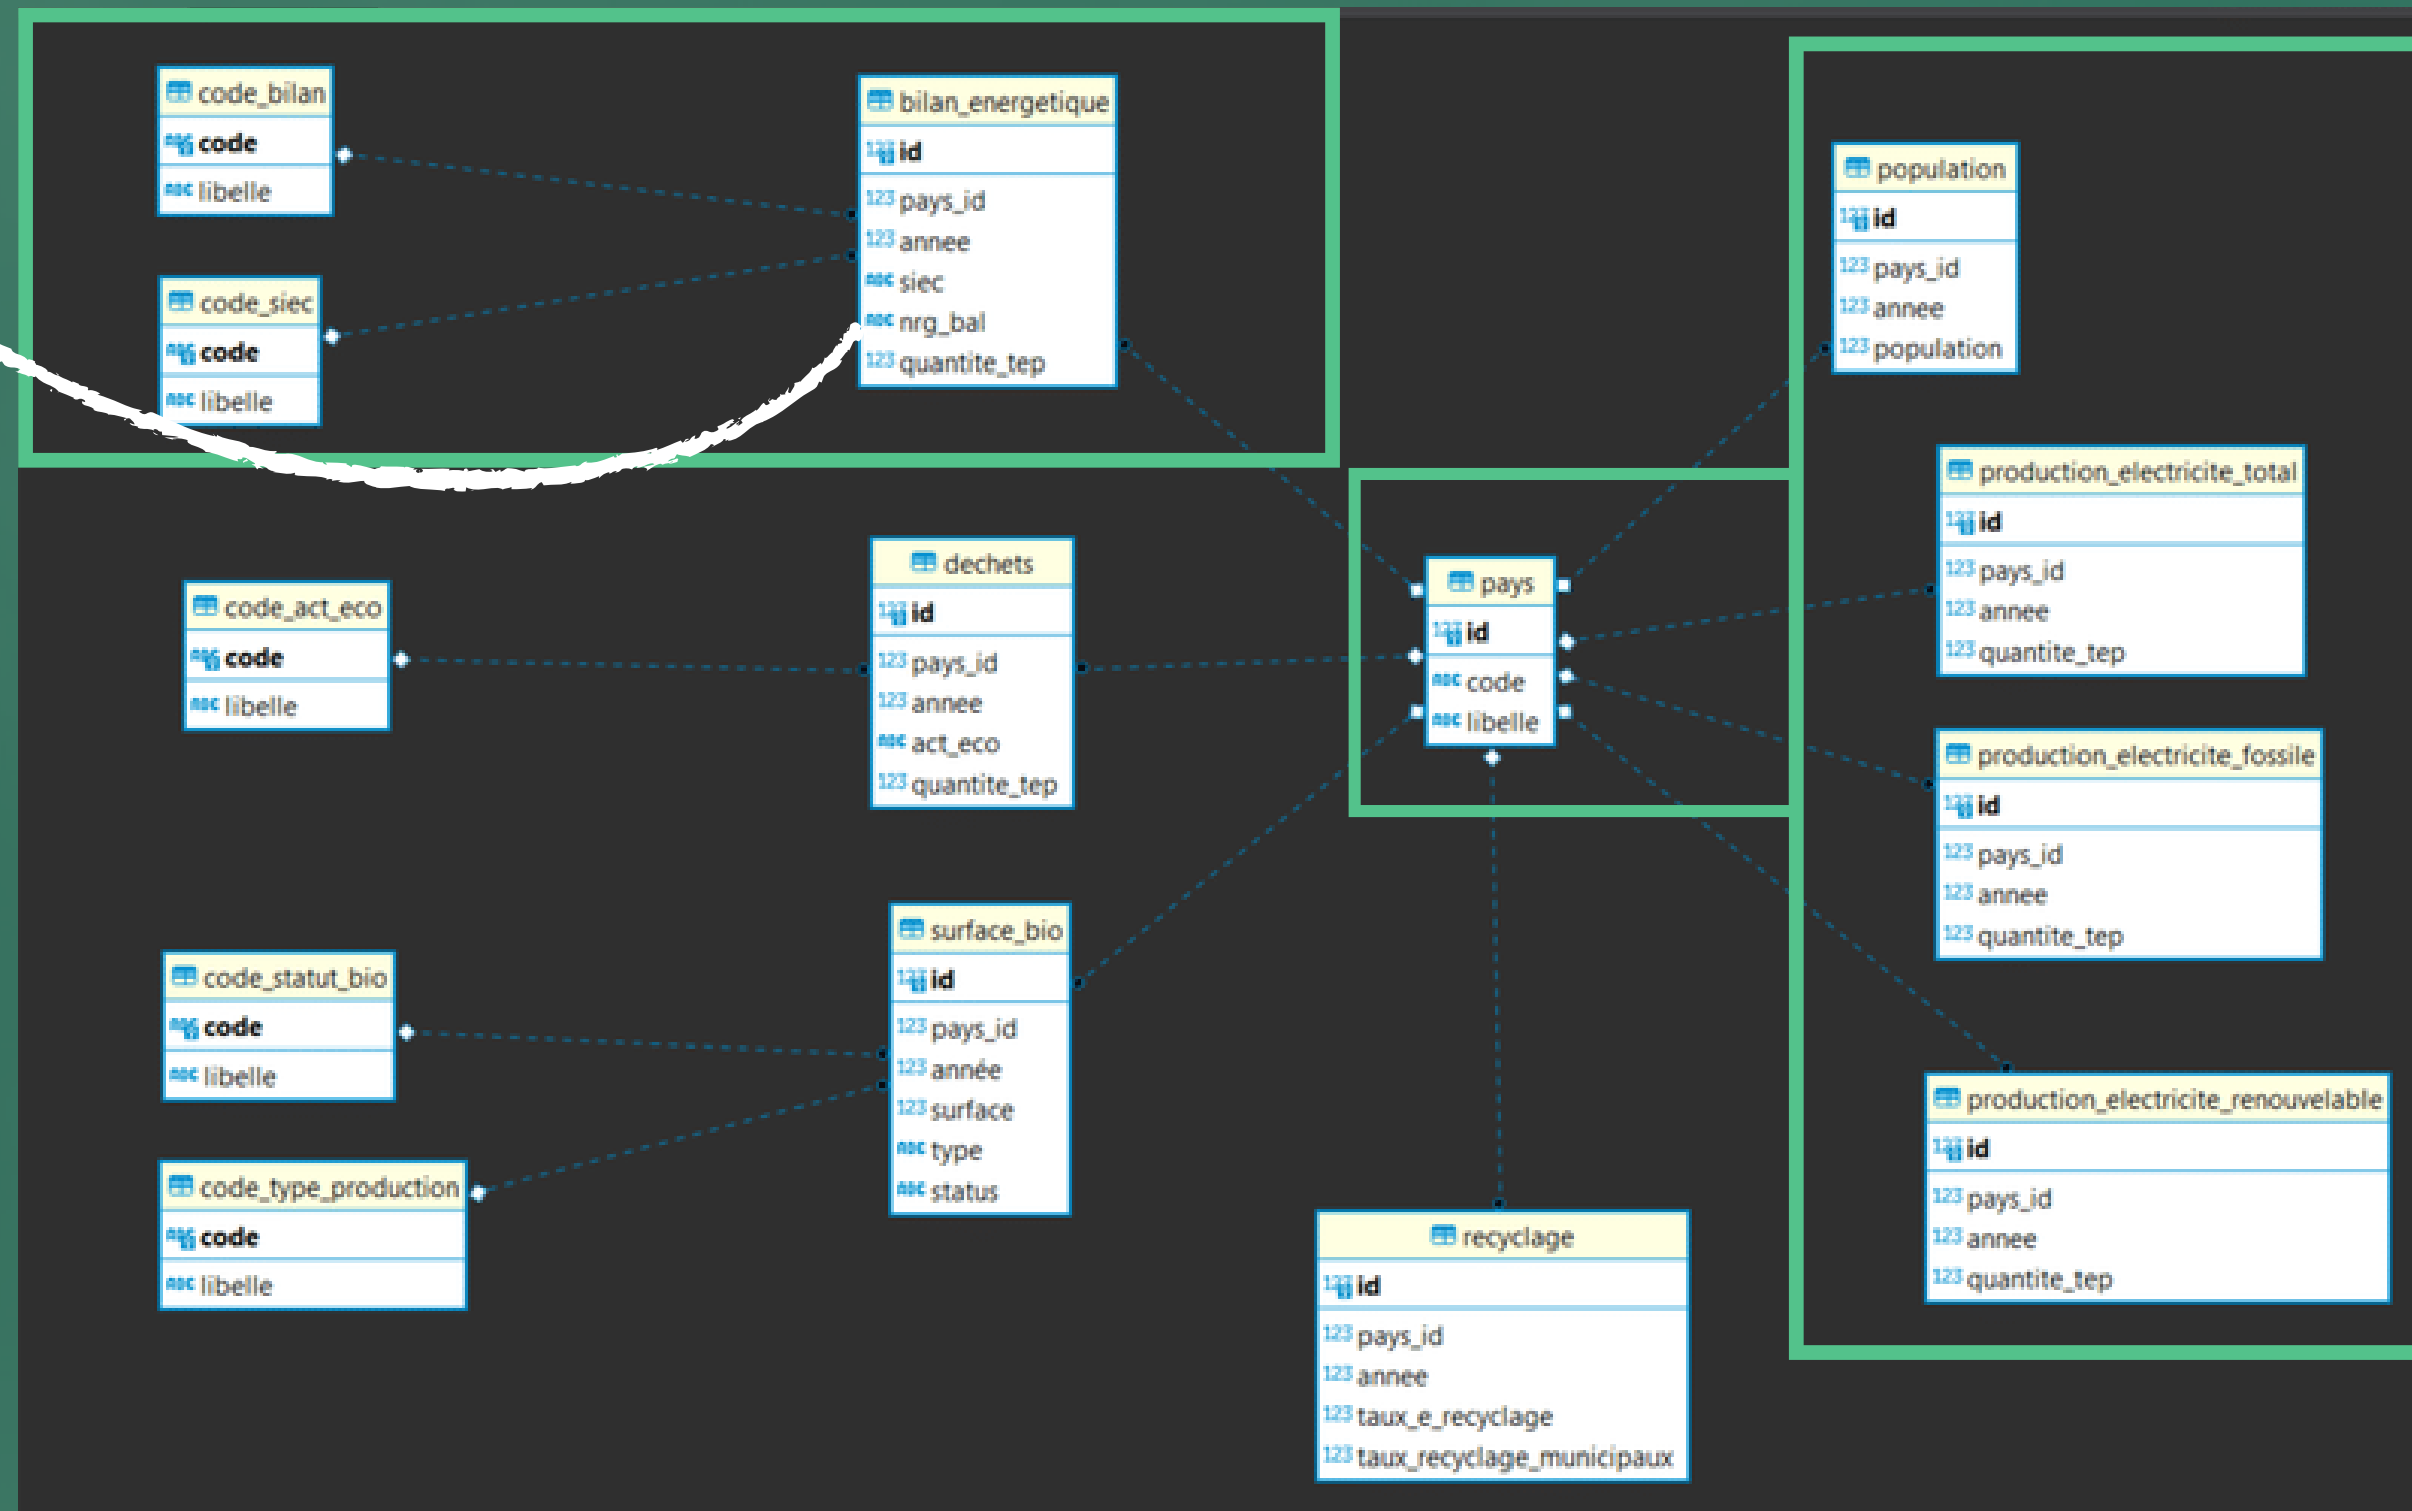 code_bilan
code
libelle
code_siec
code
libelle
bilan_energetique
id
pays_id
annee
siec
nrg_bal
quantite_tep
code_act_eco
code
libelle
dechets
id
pays_id
annee
act_eco
quantite_tep
code_statut_bio
code
libelle
code_type_production
code
libelle
surface_bio
id
pays_id
année
surface
type
status
pays
id
code
libelle
recyclage
id
pays_id
annee
taux_e_recyclage
taux_recyclage_municipaux
population
id
pays_id
annee
population
production_electricite_total
id
pays_id
annee
quantite_tep
production_electricite_fossile
id
pays_id
annee
quantite_tep
production_electricite_renouvelable
id
pays_id
annee
quantite_tep